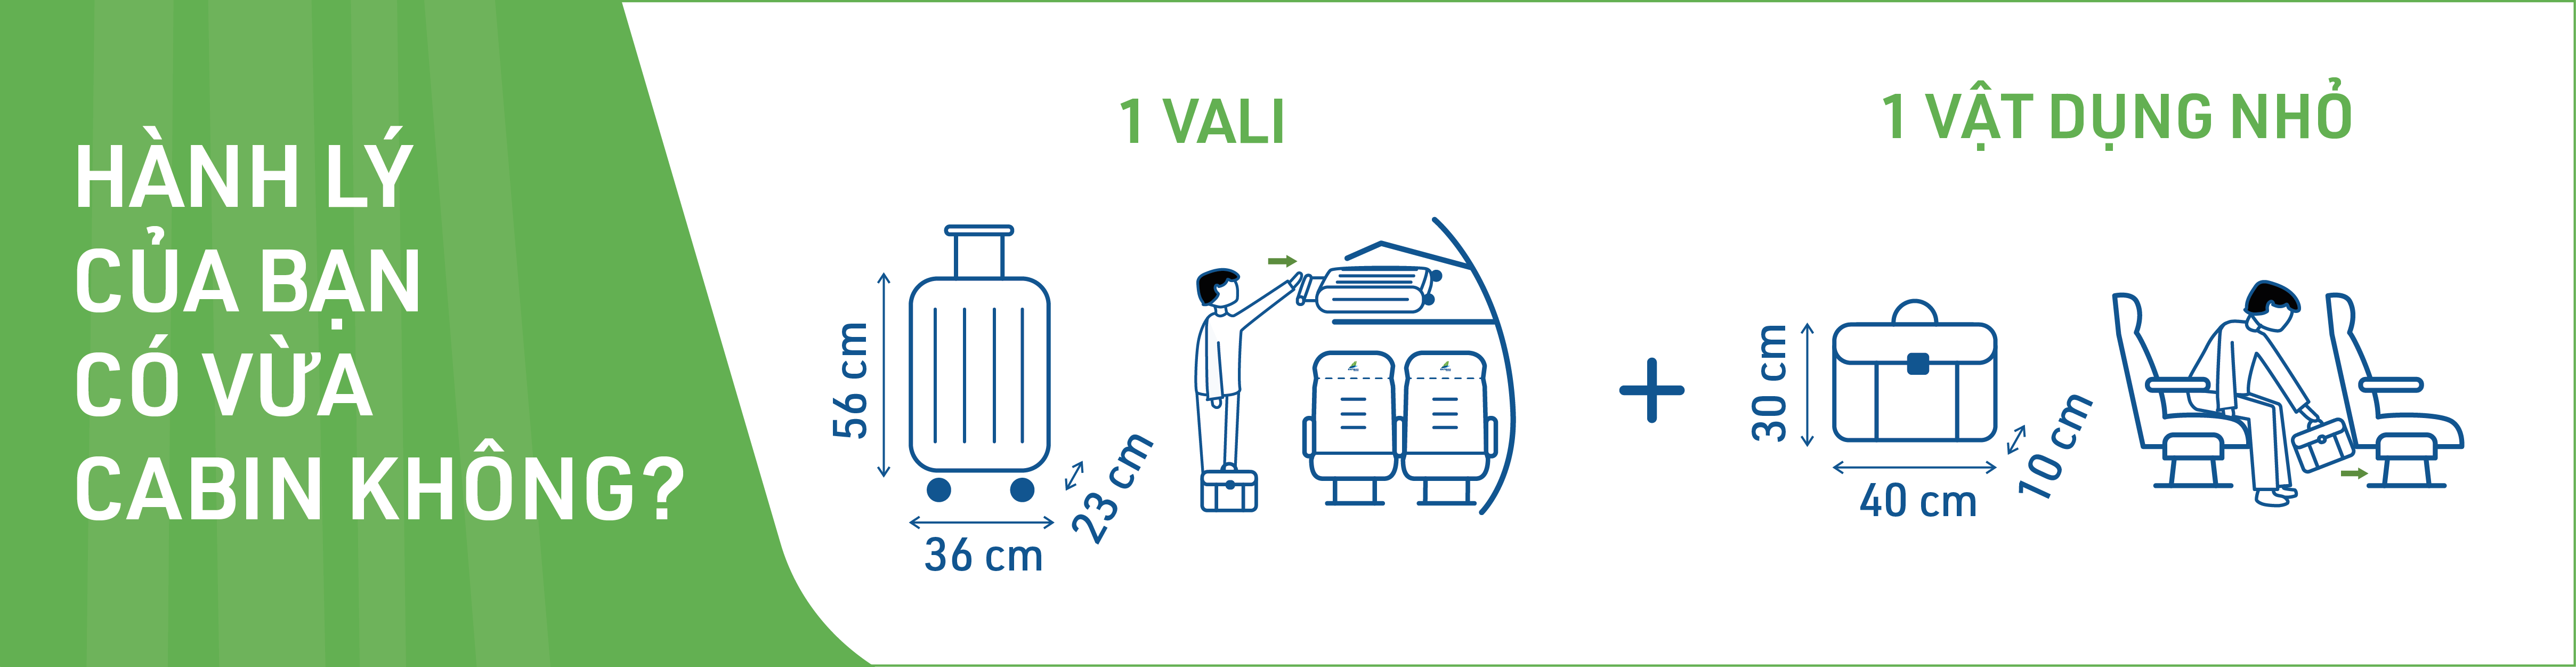 HÀNH LÝ
CỦA BẠN
CÓ VỪA
CABIN KHÔNG?
1 VALI
56 cm
36 cm
23 cm
+
1 VẬT DỤNG NHỎ
30 cm
40 cm
10 cm